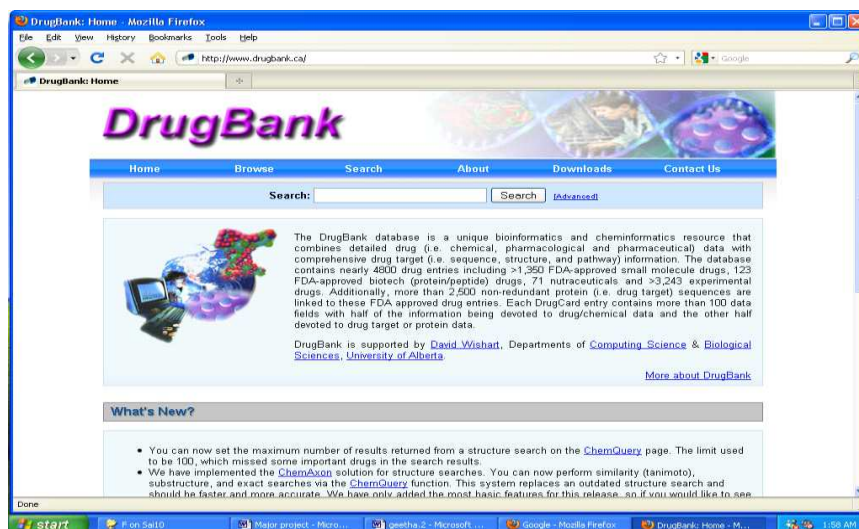 DrugBank: Home - Mozilla Firefox
File Edit View History Bookmarks Tools Help
http://www.drugbank.ca/
Google
DrugBank: Home
DrugBank
Home Browse Search About Downloads Contact Us
Search: Search [Advanced]
The DrugBank database is a unique bioinformatics and cheminformatics resource that
combines detailed drug (i.e. chemical, pharmacological and pharmaceutical) data with
comprehensive drug target (i.e. sequence, structure, and pathway) information. The database
contains nearly 4800 drug entries including >1,350 FDA-approved small molecule drugs, 123
FDA-approved biotech (protein/peptide) drugs, 71 nutraceuticals and >3,243 experimental
drugs. Additionally, more than 2,500 non-redundant protein (i.e. drug target) sequences are
linked to these FDA approved drug entries. Each DrugCard entry contains more than 100 data
fields with half of the information being devoted to drug/chemical data and the other half
devoted to drug target or protein data.
DrugBank is supported by David Wishart, Departments of Computing Science & Biological
Sciences, University of Alberta.
More about DrugBank
What's New?
• You can now set the maximum number of results returned from a structure search on the ChemQuery page. The limit used
to be 100, which missed some important drugs in the search results.
• We have implemented the ChemAxon solution for structure searches. You can now perform similarity (tanimoto),
substructure, and exact searches via the ChemQuery function. This system replaces an outdated structure search and
should be faster and more accurate. We have only added the most basic features for this release, so if you would like to see
Done
start F on Sal10 Major project - Micro... geetha.2 - Microsoft ... Google - Mozilla Firefox DrugBank: Home - M... 1:58 AM